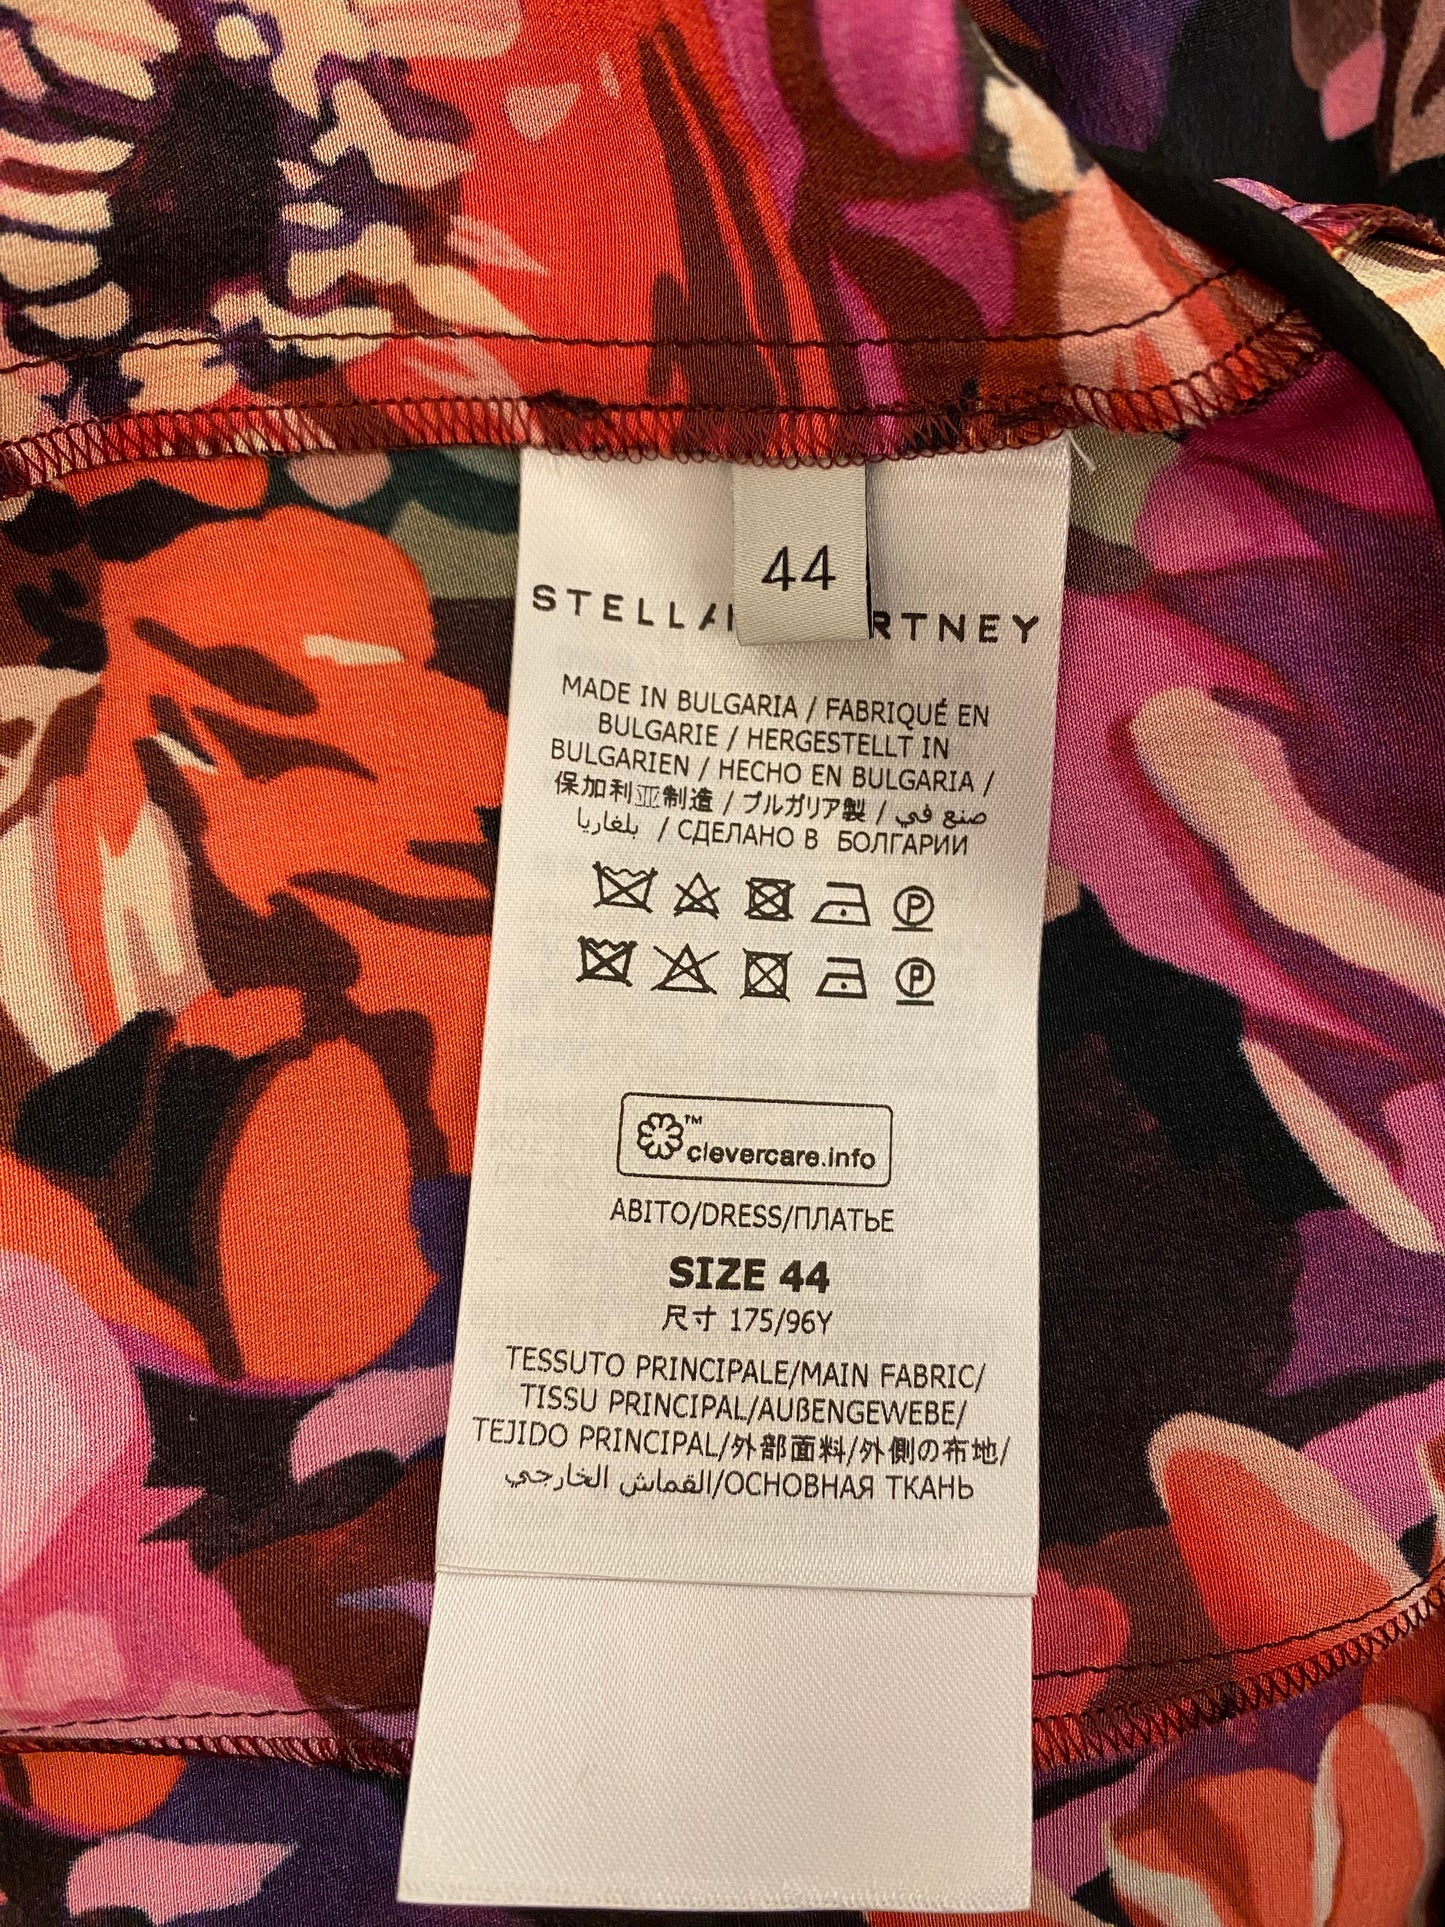 44
STELLA RTNEY
MADE IN BULGARIA / FABRIQUÉ EN
BULGARIE / HERGESTELLT IN
BULGARIEN / HECHO EN BULGARIA /
保加利亚制造 / ブルガリア製 / صنع في
بلغاريا / СДЕЛАНО В БОЛГАРИИ
P
P
TM
clevercare.info
ABITO/DRESS/ПЛАТЬЕ
SIZE 44
尺寸 175/96Y
TESSUTO PRINCIPALE/MAIN FABRIC/
TISSU PRINCIPAL/AUßENGEWEBE/
TEJIDO PRINCIPAL/外部面料/外側の布地/
القماش الخارجي/ОСНОВНАЯ ТКАНЬ